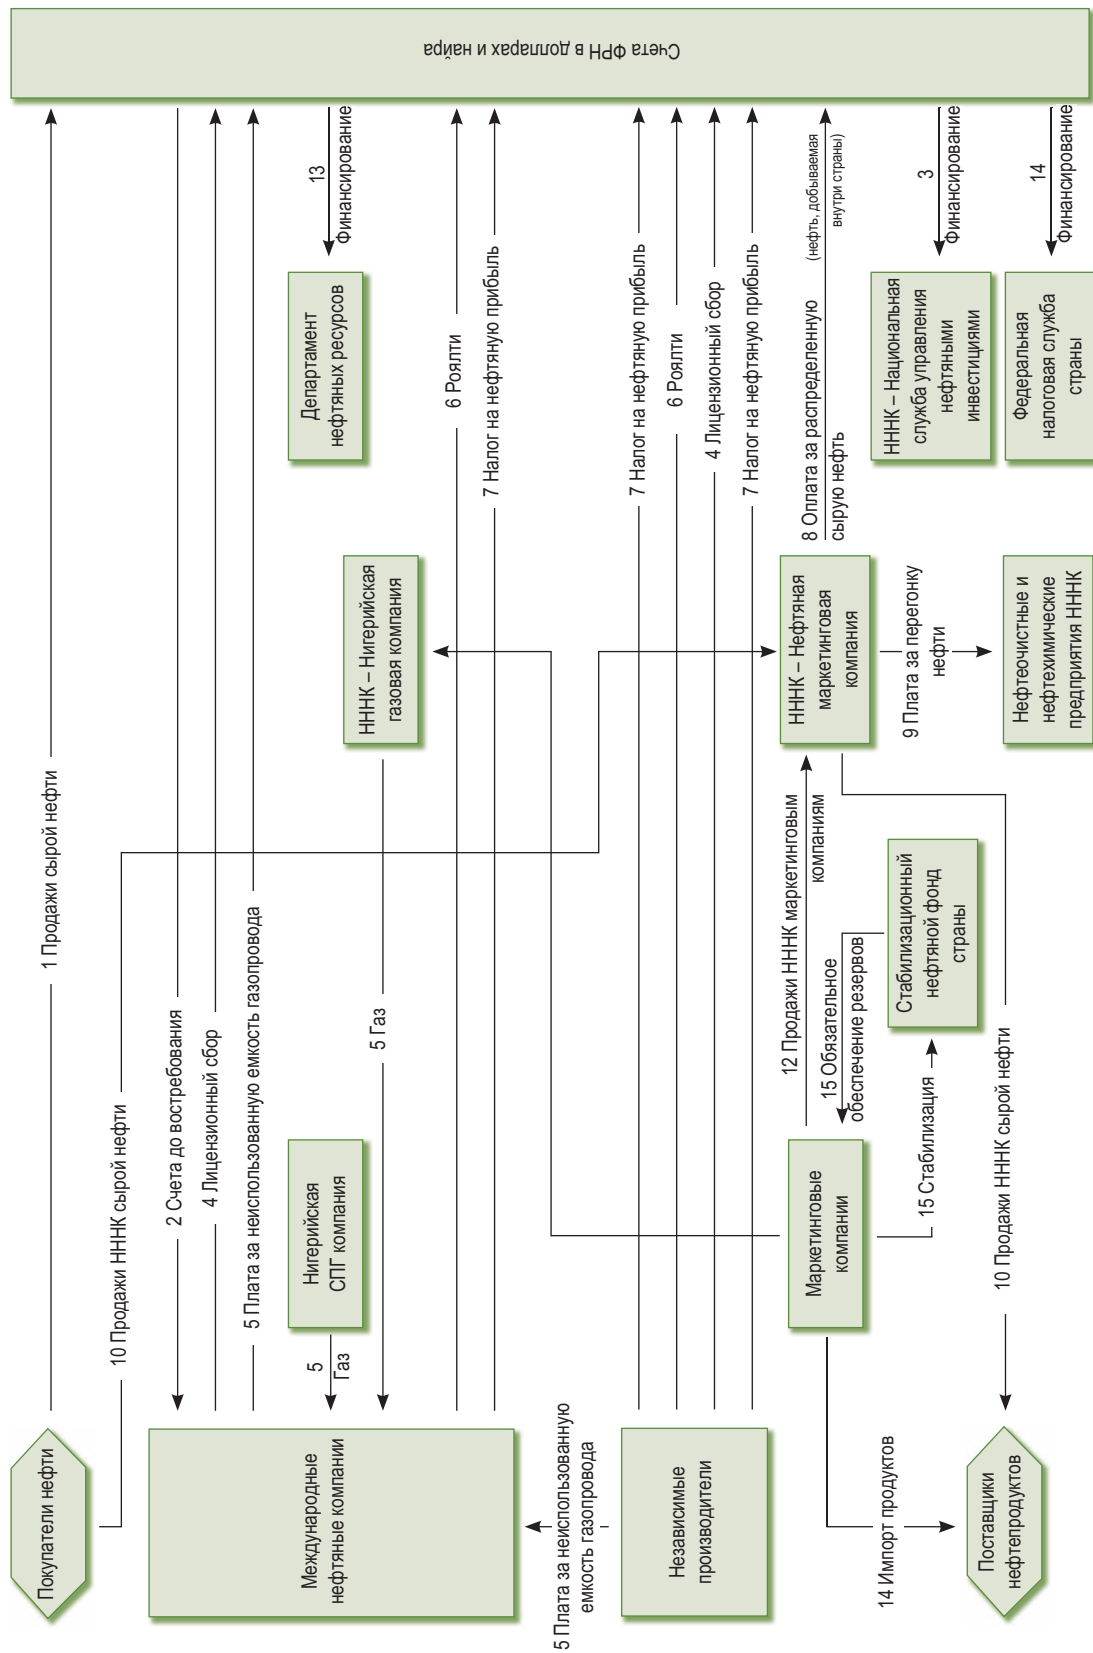 Счета ФРН в долларах и найра
Покупатели нефти
1 Продажи сырой нефти
10 Продажи НННК сырой нефти
Международные
нефтяные компании
2 Счета до востребования
4 Лицензионный сбор
5 Плата за неиспользованную емкость газопровода
13
Финансирование
Департамент
нефтяных ресурсов
Нигерийская
СПГ компания
5
Газ
НННК – Нигерийская
газовая компания
5 Газ
6 Роялти
7 Налог на нефтяную прибыль
5 Плата за неиспользованную
емкость газопровода
Независимые
производители
7 Налог на нефтяную прибыль
6 Роялти
4 Лицензионный сбор
7 Налог на нефтяную прибыль
Маркетинговые
компании
12 Продажи НННК маркетинговым
компаниям
15 Обязательное
обеспечение резервов
Стабилизационный
нефтяной фонд
страны
15 Стабилизация
НННК – Нефтяная
маркетинговая
компания
8 Оплата за распределенную
сырую нефть
(нефть, добываемая
внутри страны)
9 Плата за перегонку
нефти
Нефтеочистные и
нефтехимические
предприятия НННК
НННК – Национальная
служба управления
нефтяными
инвестициями
3
Финансирование
Федеральная
налоговая служба
страны
14
Финансирование
14 Импорт продуктов
Поставщики
нефтепродуктов
10 Продажи НННК сырой нефти